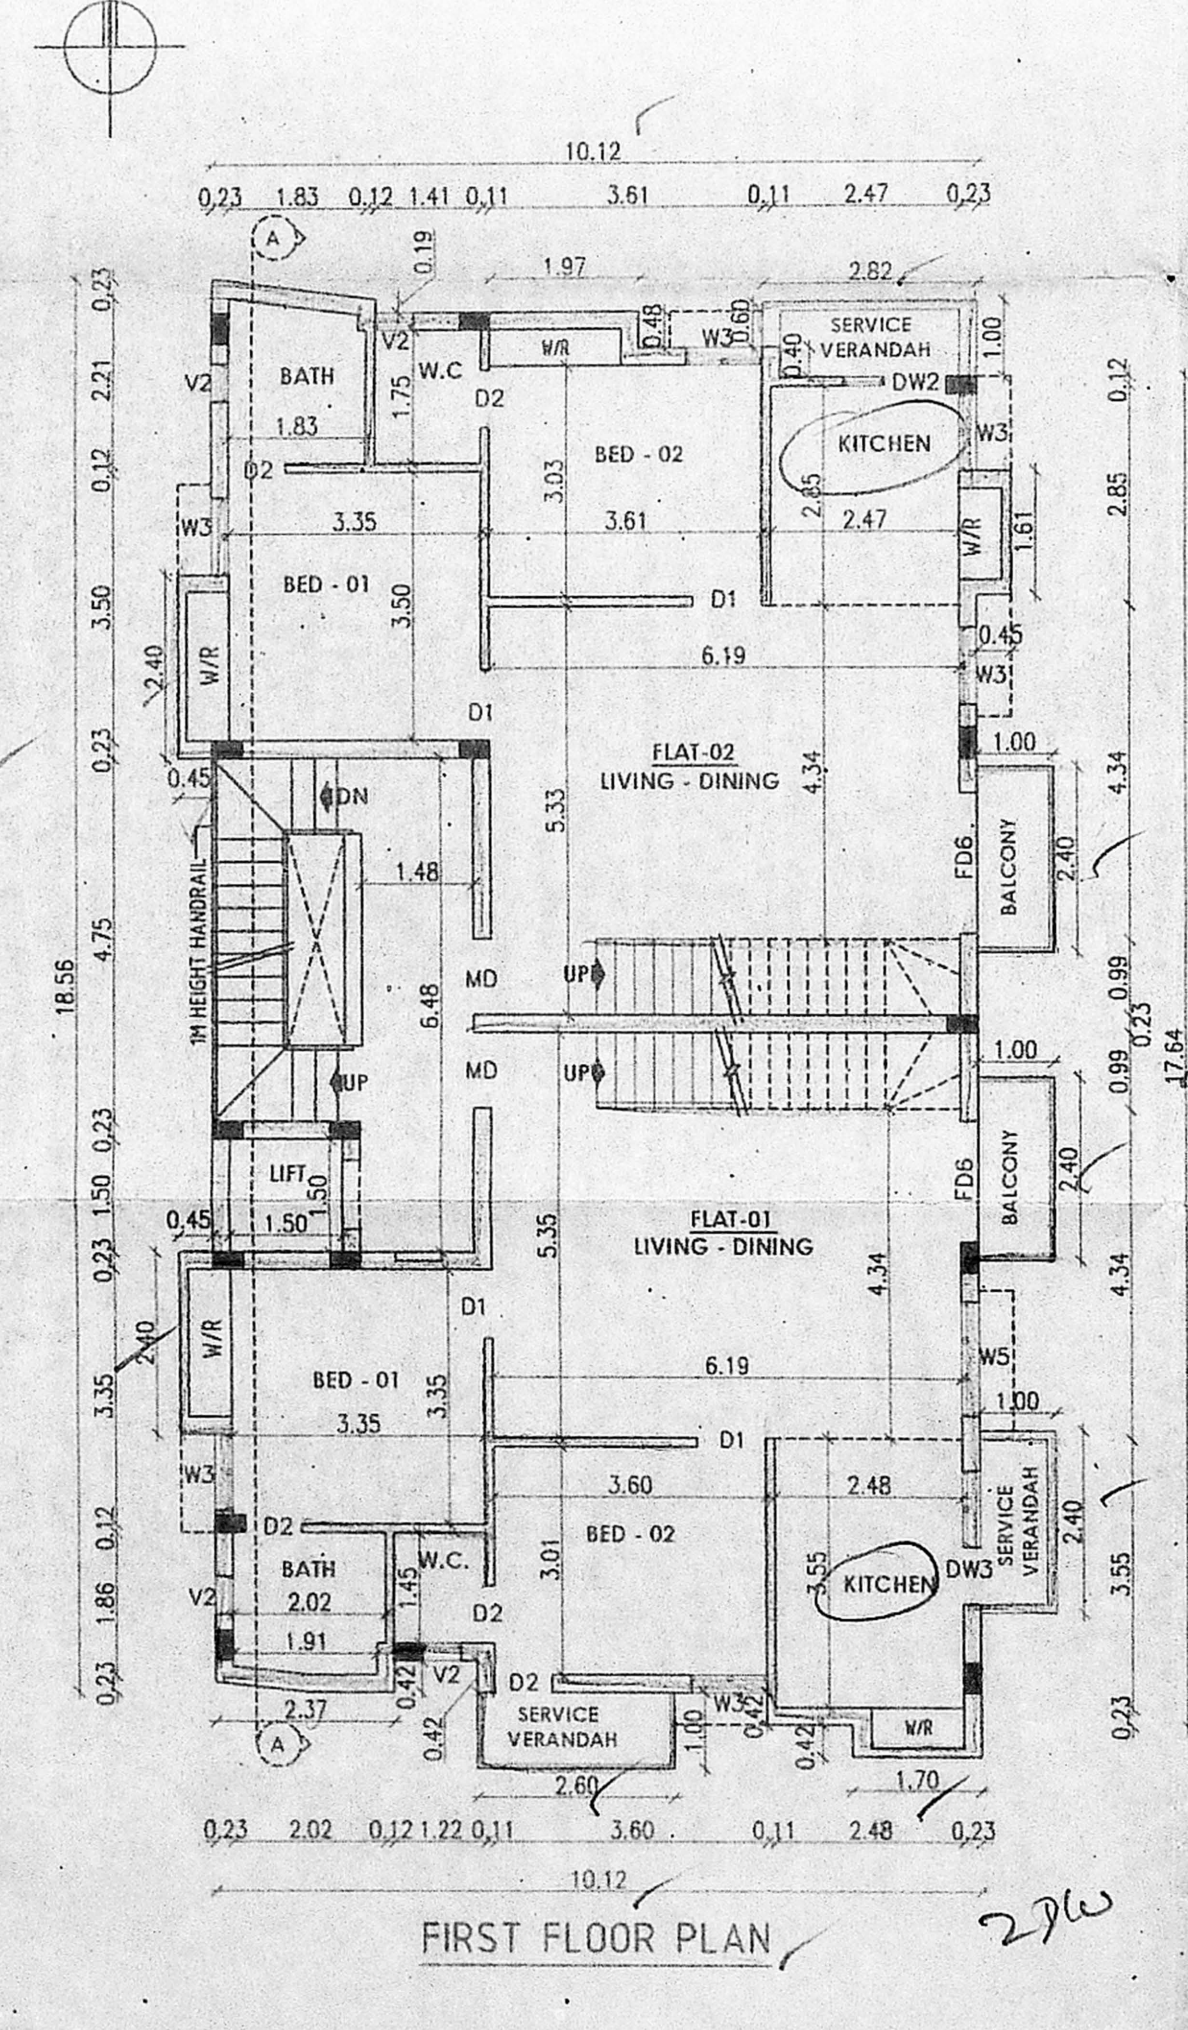 10.12
0.23 1.83 0.12 1.41 0.11 3.61 0.11 2.47 0.23
A
0.19
1.97
2.82
0.23
2.21
0.12
3.50
0.23
4.75
0.23
1.50
0.23
3.35
0.12
1.86
0.23
18.56
V2
W.C
W/R
0.48
W3
0.60
0.40
SERVICE
VERANDAH
1.00
V2
BATH
1.83
1.75
D2
DW2
0.12
D2
BED - 02
KITCHEN
W3
3.03
2.85
2.85
W3
3.35
3.61
2.47
W/R
1.61
BED - 01
3.50
D1
0.45
W/R
2.40
6.19
W3
D1
FLAT-02
LIVING - DINING
1.00
0.45
DN
5.33
4.34
4.34
1M HEIGHT HANDRAIL
1.48
FD6
BALCONY
2.40
6.48
MD
UP
0.99
0.23
MD
UP
0.99
1.00
17.64
UP
LIFT
1.50
1.50
0.45
FD6
BALCONY
2.40
FLAT-01
LIVING - DINING
5.35
4.34
4.34
D1
W/R
2.40
W5
6.19
BED - 01
3.35
3.35
1.00
D1
W3
3.60
2.48
D2
BED - 02
SERVICE
VERANDAH
2.40
BATH
W.C.
3.01
3.55
KITCHEN
DW3
3.55
V2
2.02
1.45
1.91
D2
0.42
V2
D2
W3
0.42
SERVICE
VERANDAH
1.00
W/R
0.23
2.37
0.42
0.42
A
2.60
1.70
0.23 2.02 0.12 1.22 0.11 3.60 0.11 2.48 0.23
10.12
FIRST FLOOR PLAN